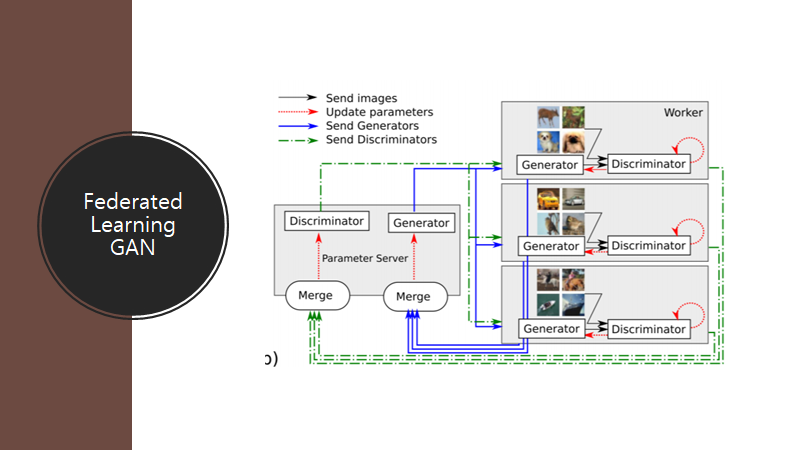 Federated
Learning
GAN
Send images
Update parameters
Send Generators
Send Discriminators
Worker
Generator
Discriminator
Generator
Discriminator
Generator
Discriminator
Discriminator
Generator
Parameter Server
Merge
Merge
b)